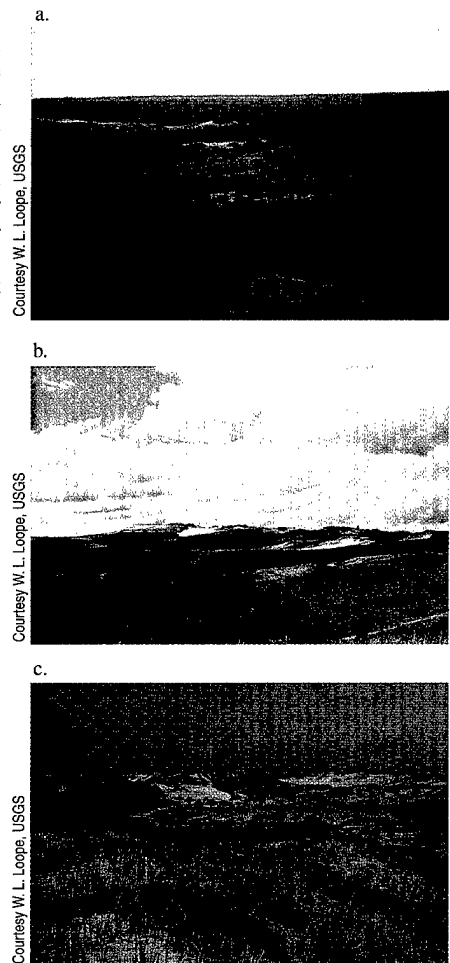 a.
Courtesy W. L. Loope, USGS
b.
Courtesy W. L. Loope, USGS
c.
Courtesy W. L. Loope, USGS